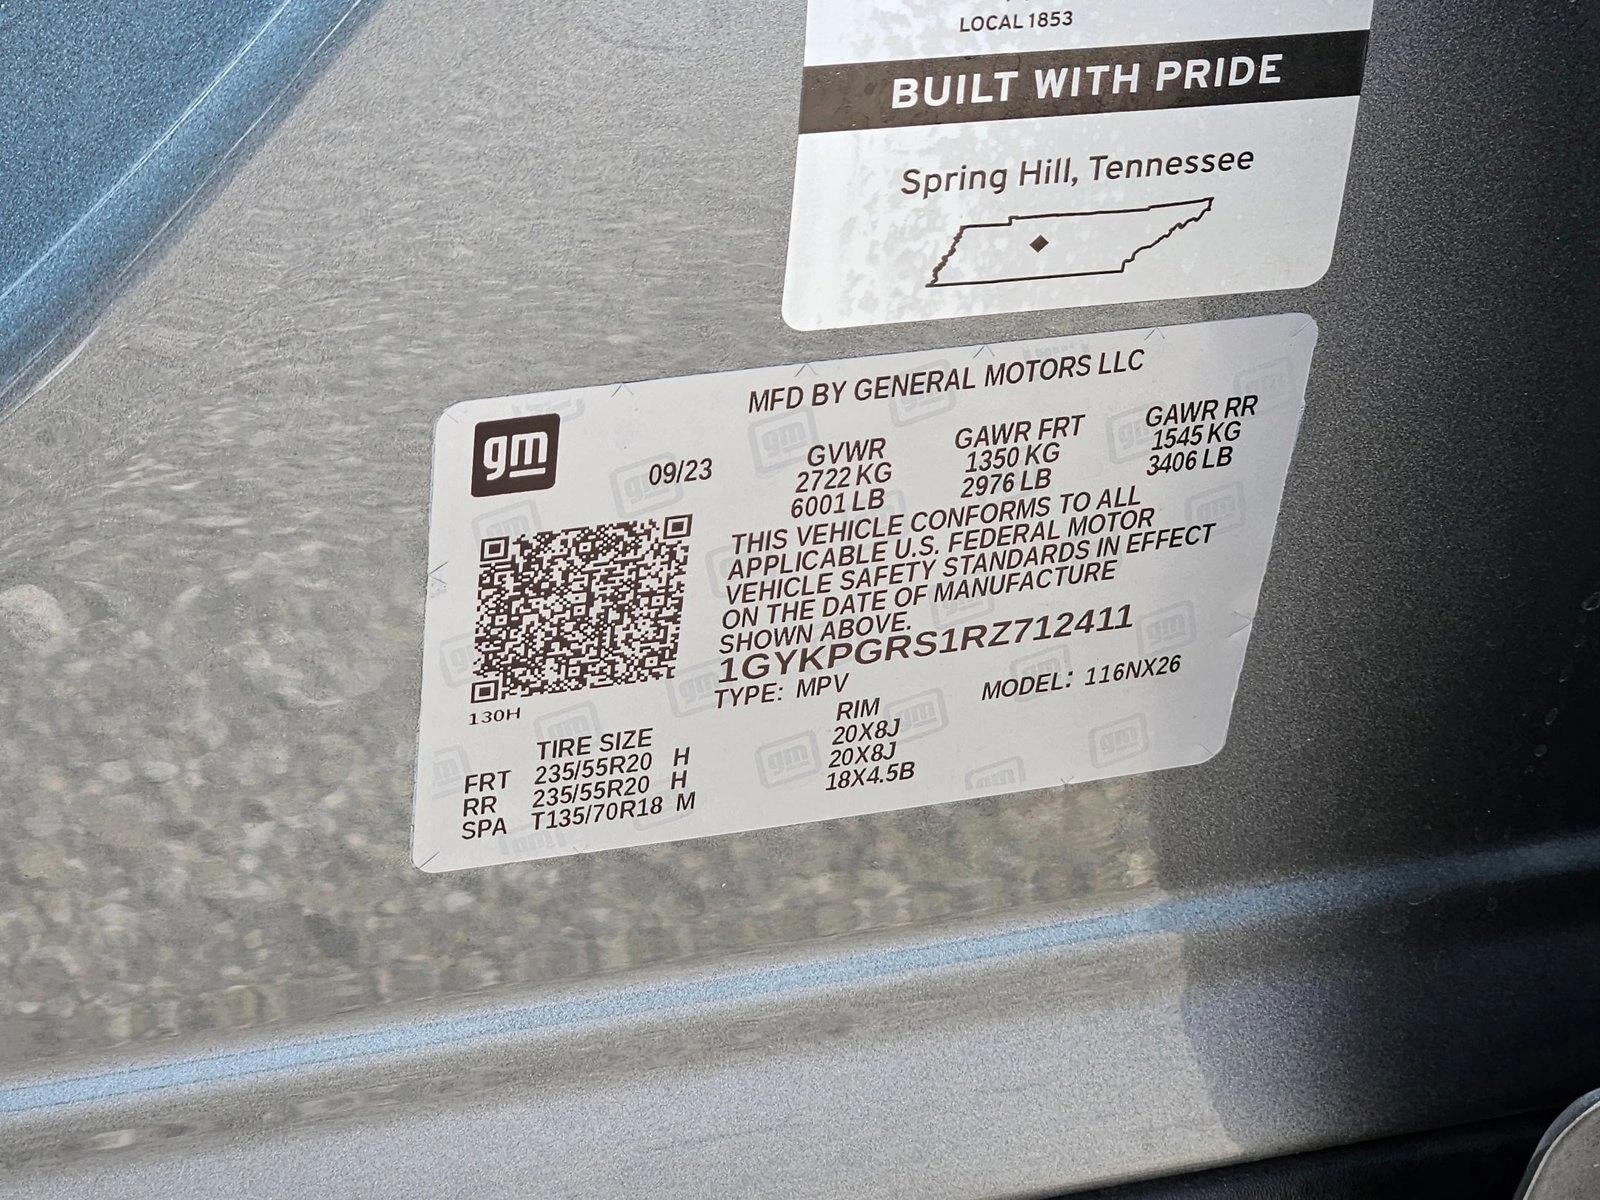 LOCAL 1853
BUILT WITH PRIDE
Spring Hill, Tennessee
MFD BY GENERAL MOTORS LLC
gm
09/23
GVWR GAWR FRT GAWR RR
2722 KG 1350 KG 1545 KG
6001 LB 2976 LB 3406 LB
THIS VEHICLE CONFORMS TO ALL
APPLICABLE U.S. FEDERAL MOTOR
VEHICLE SAFETY STANDARDS IN EFFECT
ON THE DATE OF MANUFACTURE
SHOWN ABOVE.
1GYKPGRS1RZ712411
TYPE: MPV MODEL: 116NX26
130H
TIRE SIZE RIM
FRT 235/55R20 H 20X8J
RR 235/55R20 H 20X8J
SPA T135/70R18 M 18X4.5B